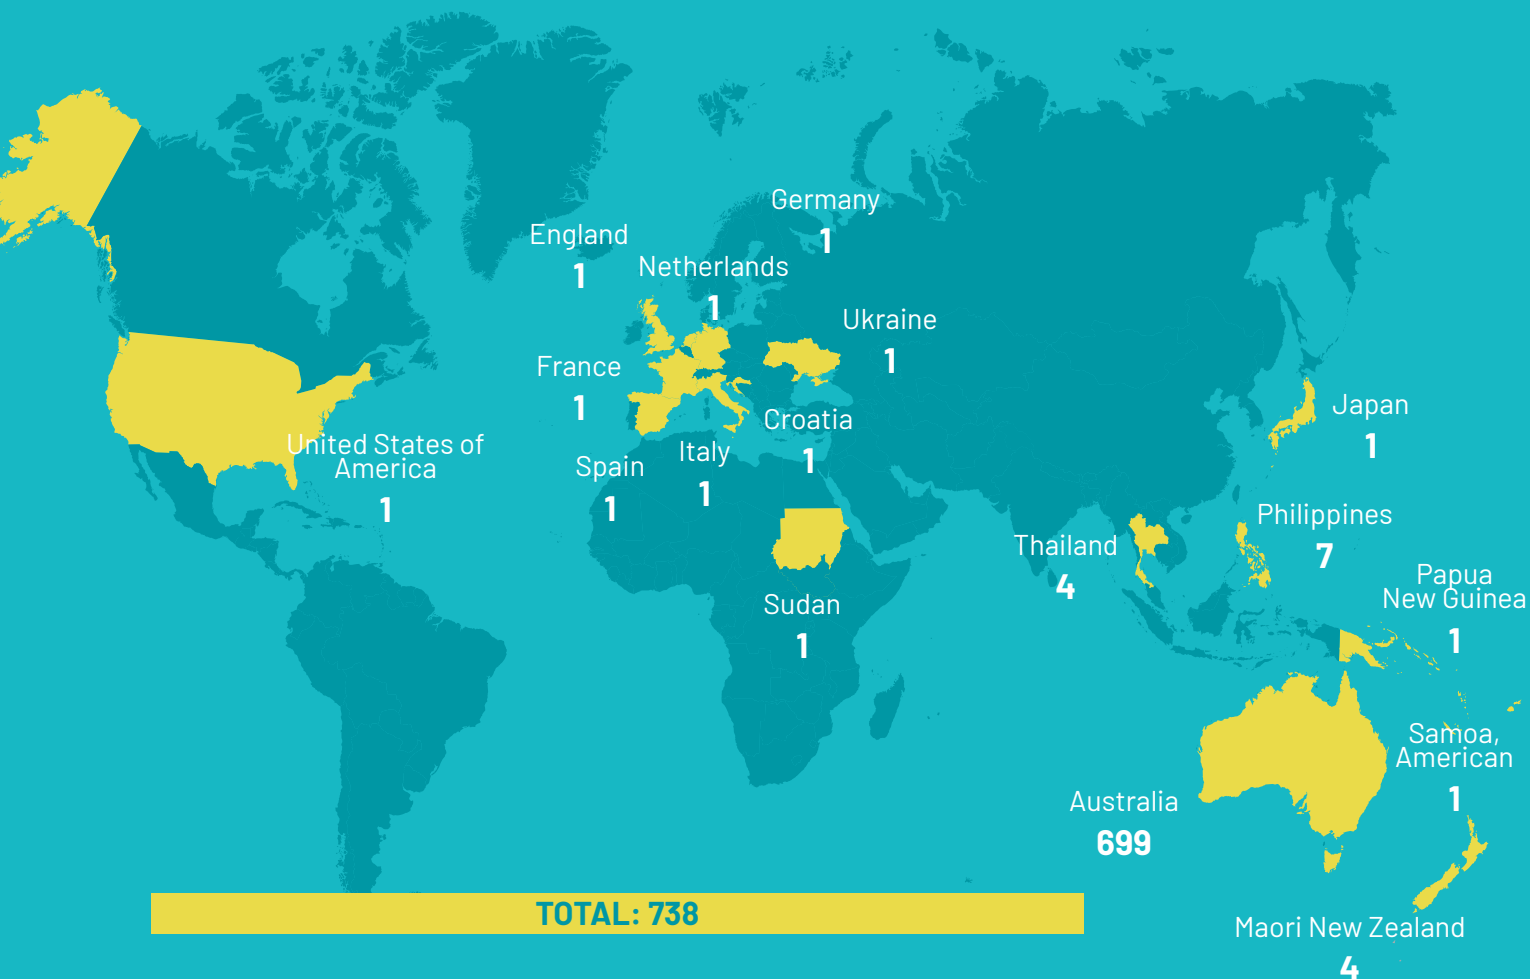 Germany
1
England
1
Netherlands
1
Ukraine
1
France
1
Japan
1
Croatia
1
United States of
America
1
Italy
1
Spain
1
Philippines
7
Thailand
4
Papua
New Guinea
1
Sudan
1
Samoa,
American
1
Australia
699
TOTAL: 738
Maori New Zealand
4